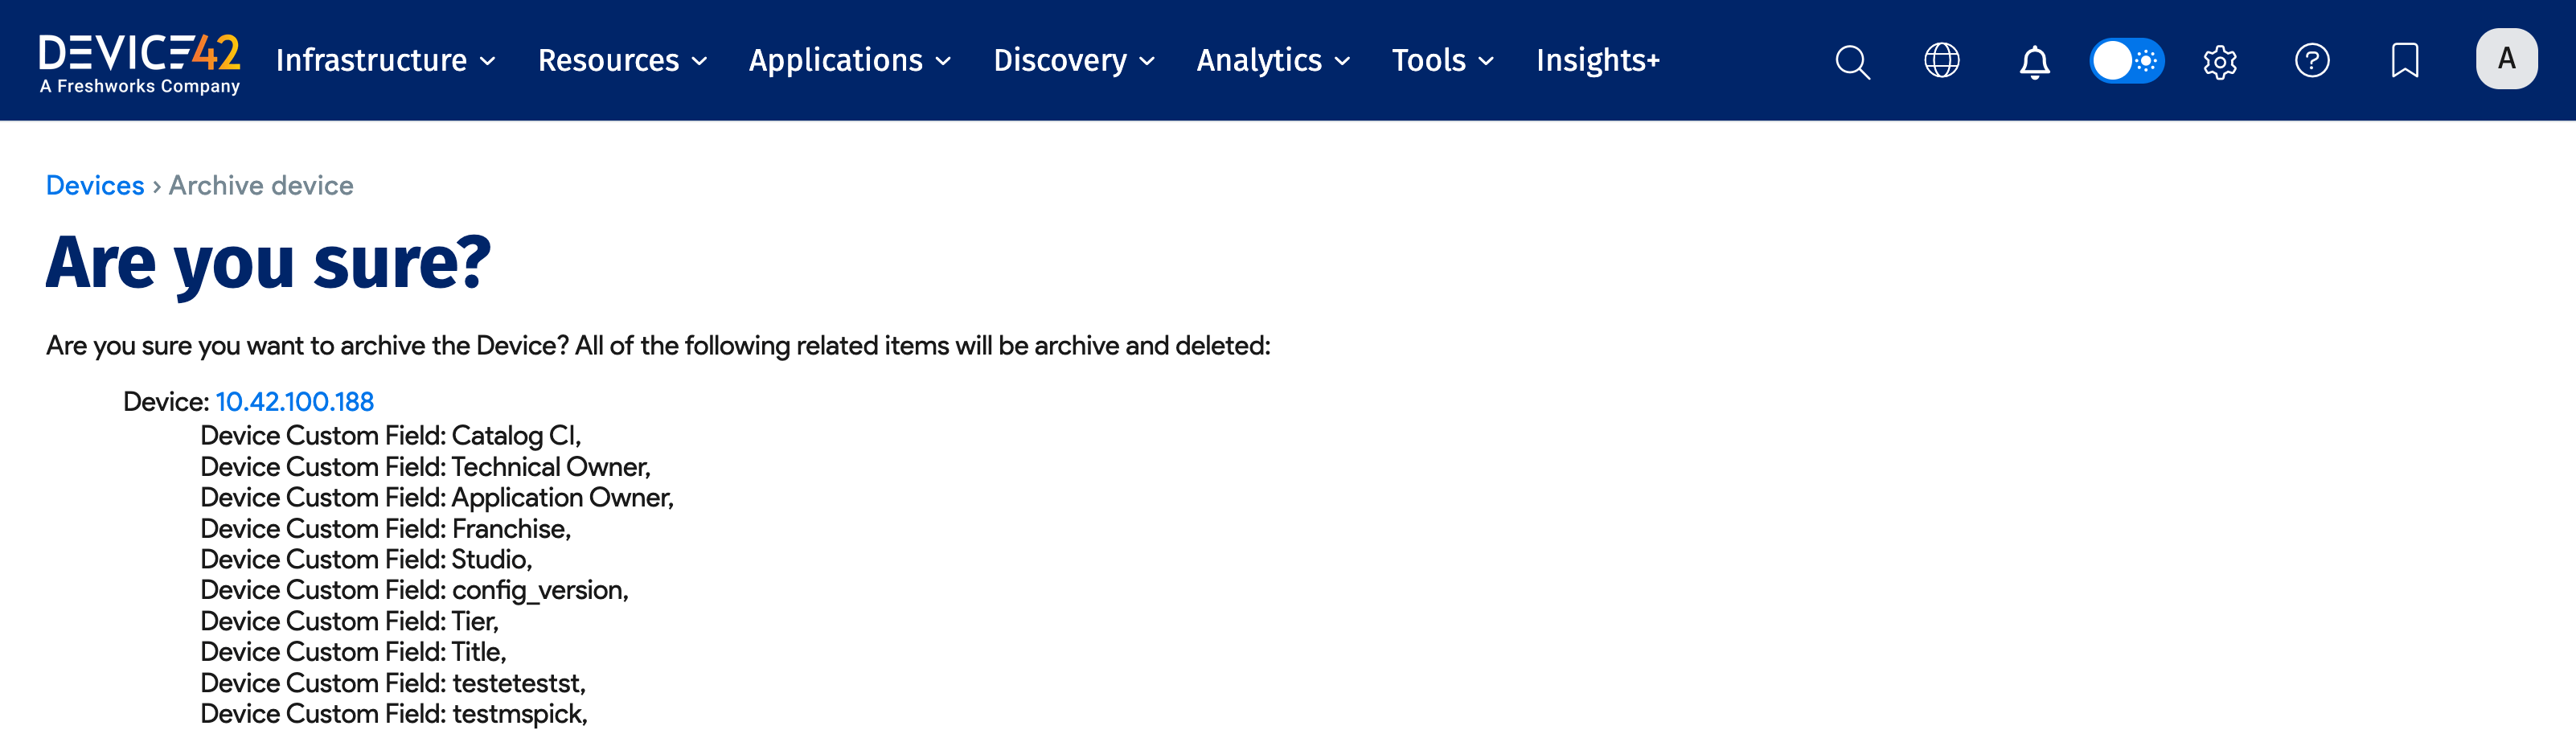 DEVICE42
A Freshworks Company
Infrastructure
Resources
Applications
Discovery
Analytics
Tools
Insights+
A
Devices › Archive device
Are you sure?
Are you sure you want to archive the Device? All of the following related items will be archive and deleted:
Device: 10.42.100.188
Device Custom Field: Catalog CI,
Device Custom Field: Technical Owner,
Device Custom Field: Application Owner,
Device Custom Field: Franchise,
Device Custom Field: Studio,
Device Custom Field: config_version,
Device Custom Field: Tier,
Device Custom Field: Title,
Device Custom Field: testetestst,
Device Custom Field: testmspick,